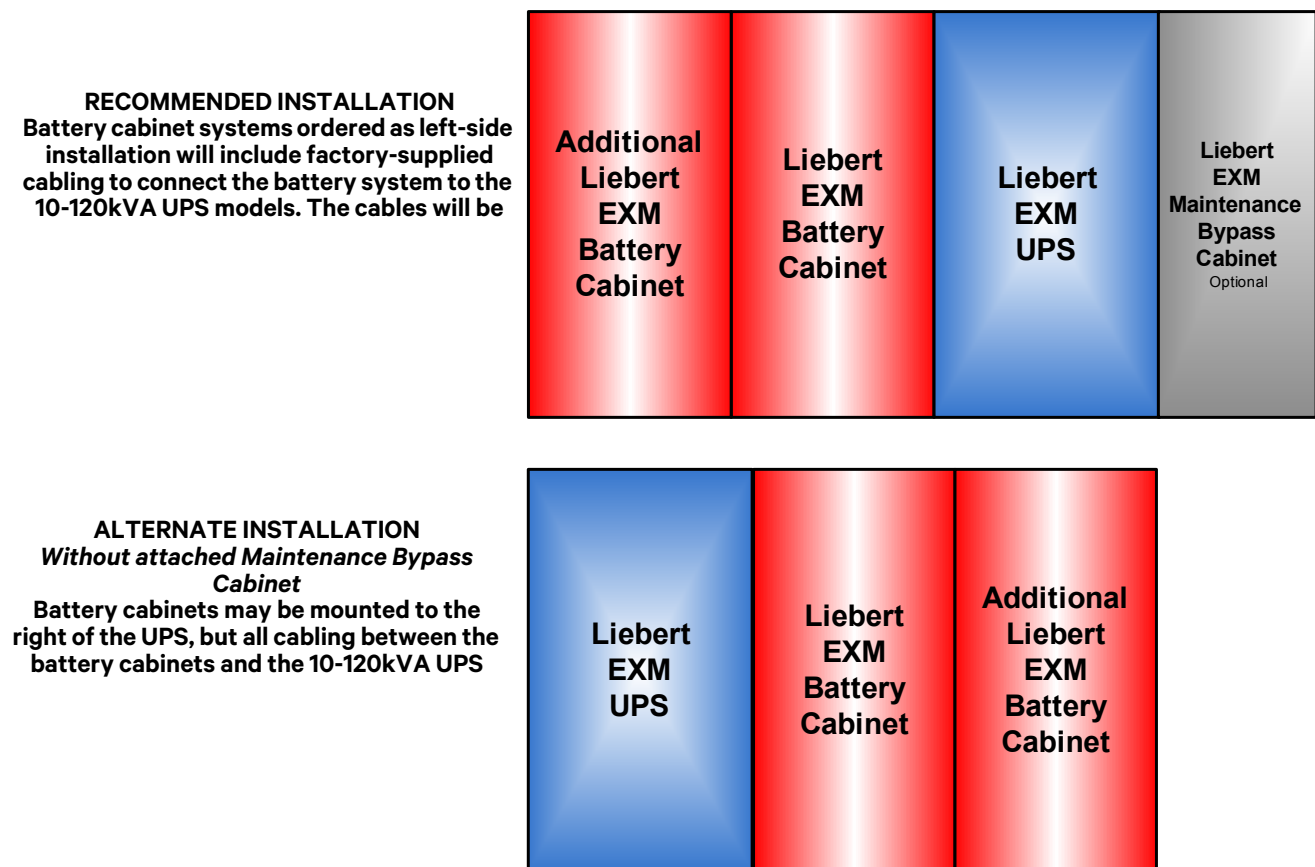 RECOMMENDED INSTALLATION
Battery cabinet systems ordered as left-side
installation will include factory-supplied
cabling to connect the battery system to the
10-120kVA UPS models. The cables will be
Additional
Liebert
EXM
Battery
Cabinet
Liebert
EXM
Battery
Cabinet
Liebert
EXM
UPS
Liebert
EXM
Maintenance
Bypass
Cabinet
Optional
ALTERNATE INSTALLATION
Without attached Maintenance Bypass
Cabinet
Battery cabinets may be mounted to the
right of the UPS, but all cabling between the
battery cabinets and the 10-120kVA UPS
Liebert
EXM
UPS
Liebert
EXM
Battery
Cabinet
Additional
Liebert
EXM
Battery
Cabinet